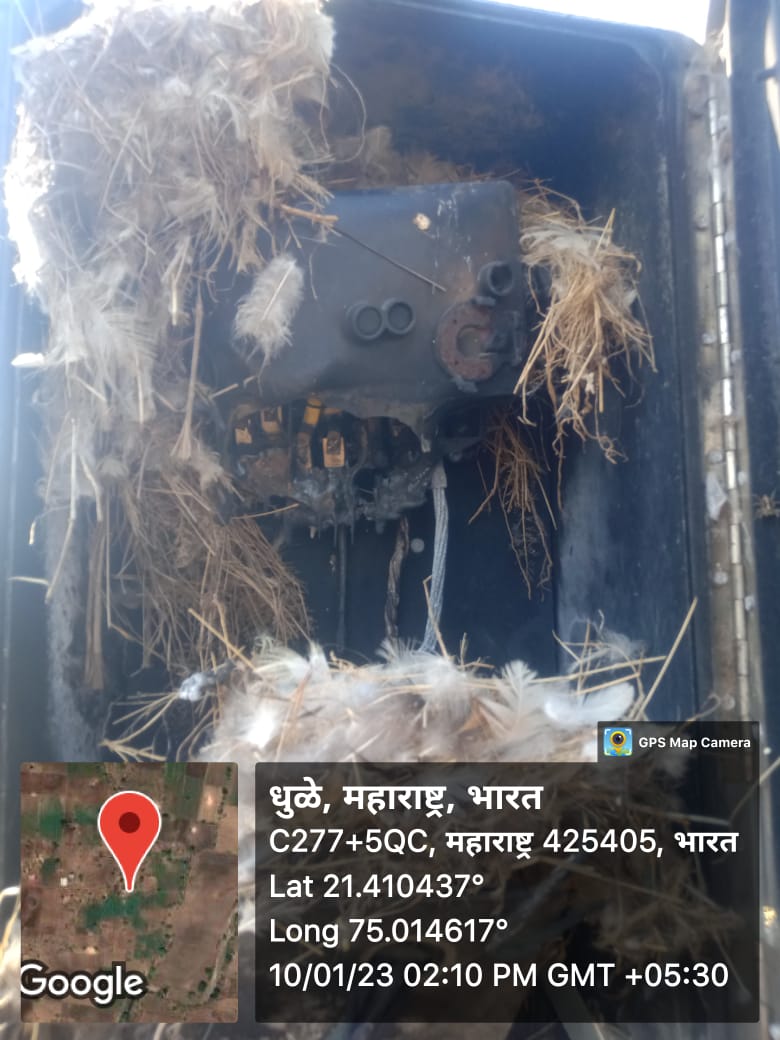 GPS Map Camera
धुळे, महाराष्ट्र, भारत
C277+5QC, महाराष्ट्र 425405, भारत
Lat 21.410437°
Long 75.014617°
10/01/23 02:10 PM GMT +05:30
Google